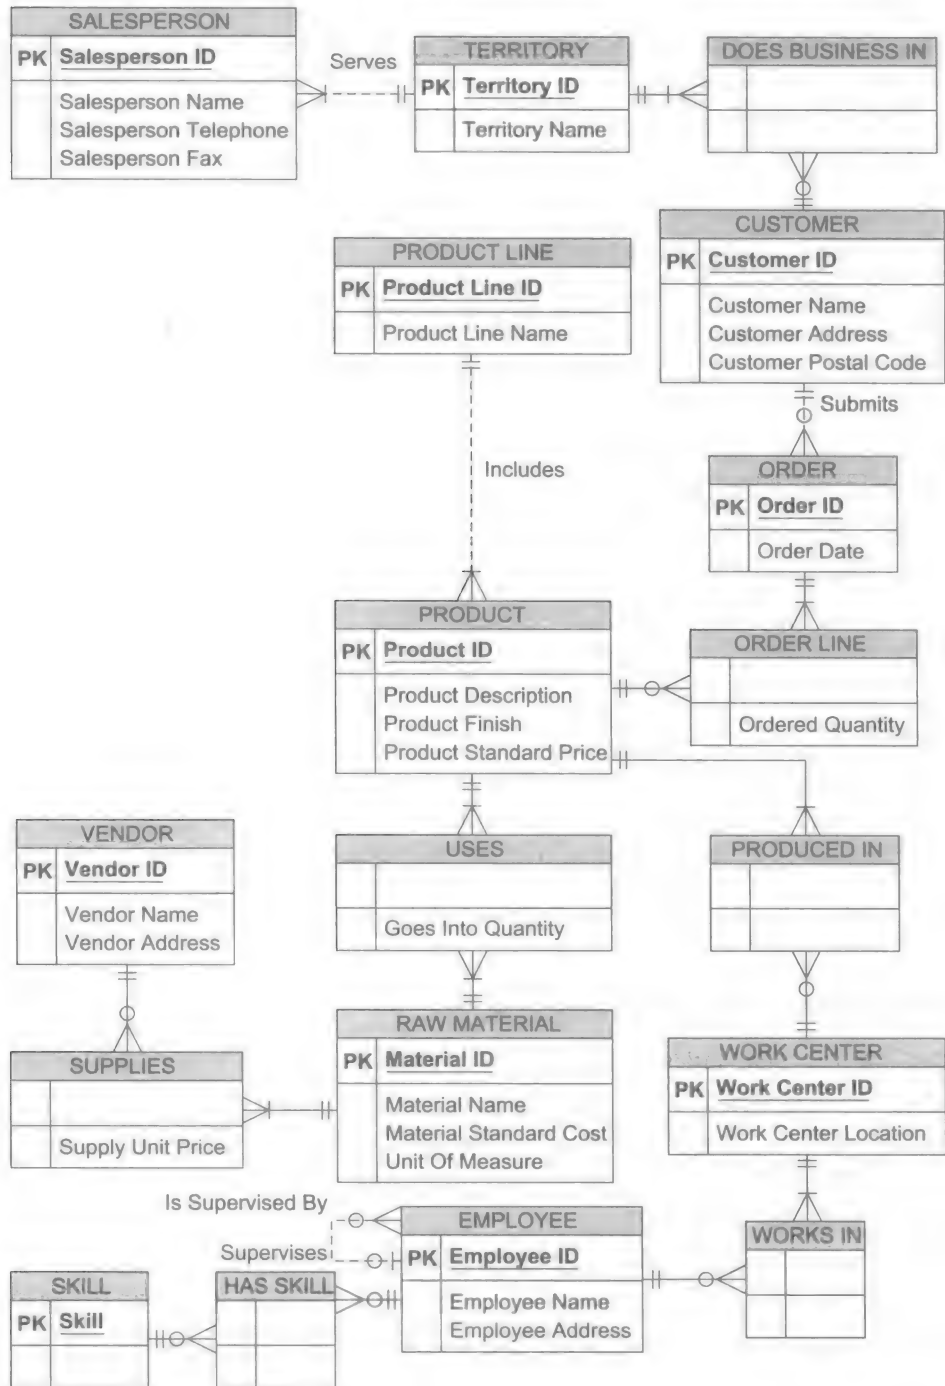 SALESPERSON
PK Salesperson ID
Salesperson Name
Salesperson Telephone
Salesperson Fax
Serves
TERRITORY
PK Territory ID
Territory Name
DOES BUSINESS IN
CUSTOMER
PK Customer ID
Customer Name
Customer Address
Customer Postal Code
PRODUCT LINE
PK Product Line ID
Product Line Name
Submits
Includes
ORDER
PK Order ID
Order Date
PRODUCT
PK Product ID
Product Description
Product Finish
Product Standard Price
ORDER LINE
Ordered Quantity
VENDOR
PK Vendor ID
Vendor Name
Vendor Address
USES
Goes Into Quantity
PRODUCED IN
SUPPLIES
Supply Unit Price
RAW MATERIAL
PK Material ID
Material Name
Material Standard Cost
Unit Of Measure
WORK CENTER
PK Work Center ID
Work Center Location
Is Supervised By
Supervises
EMPLOYEE
PK Employee ID
Employee Name
Employee Address
WORKS IN
SKILL
PK Skill
HAS SKILL